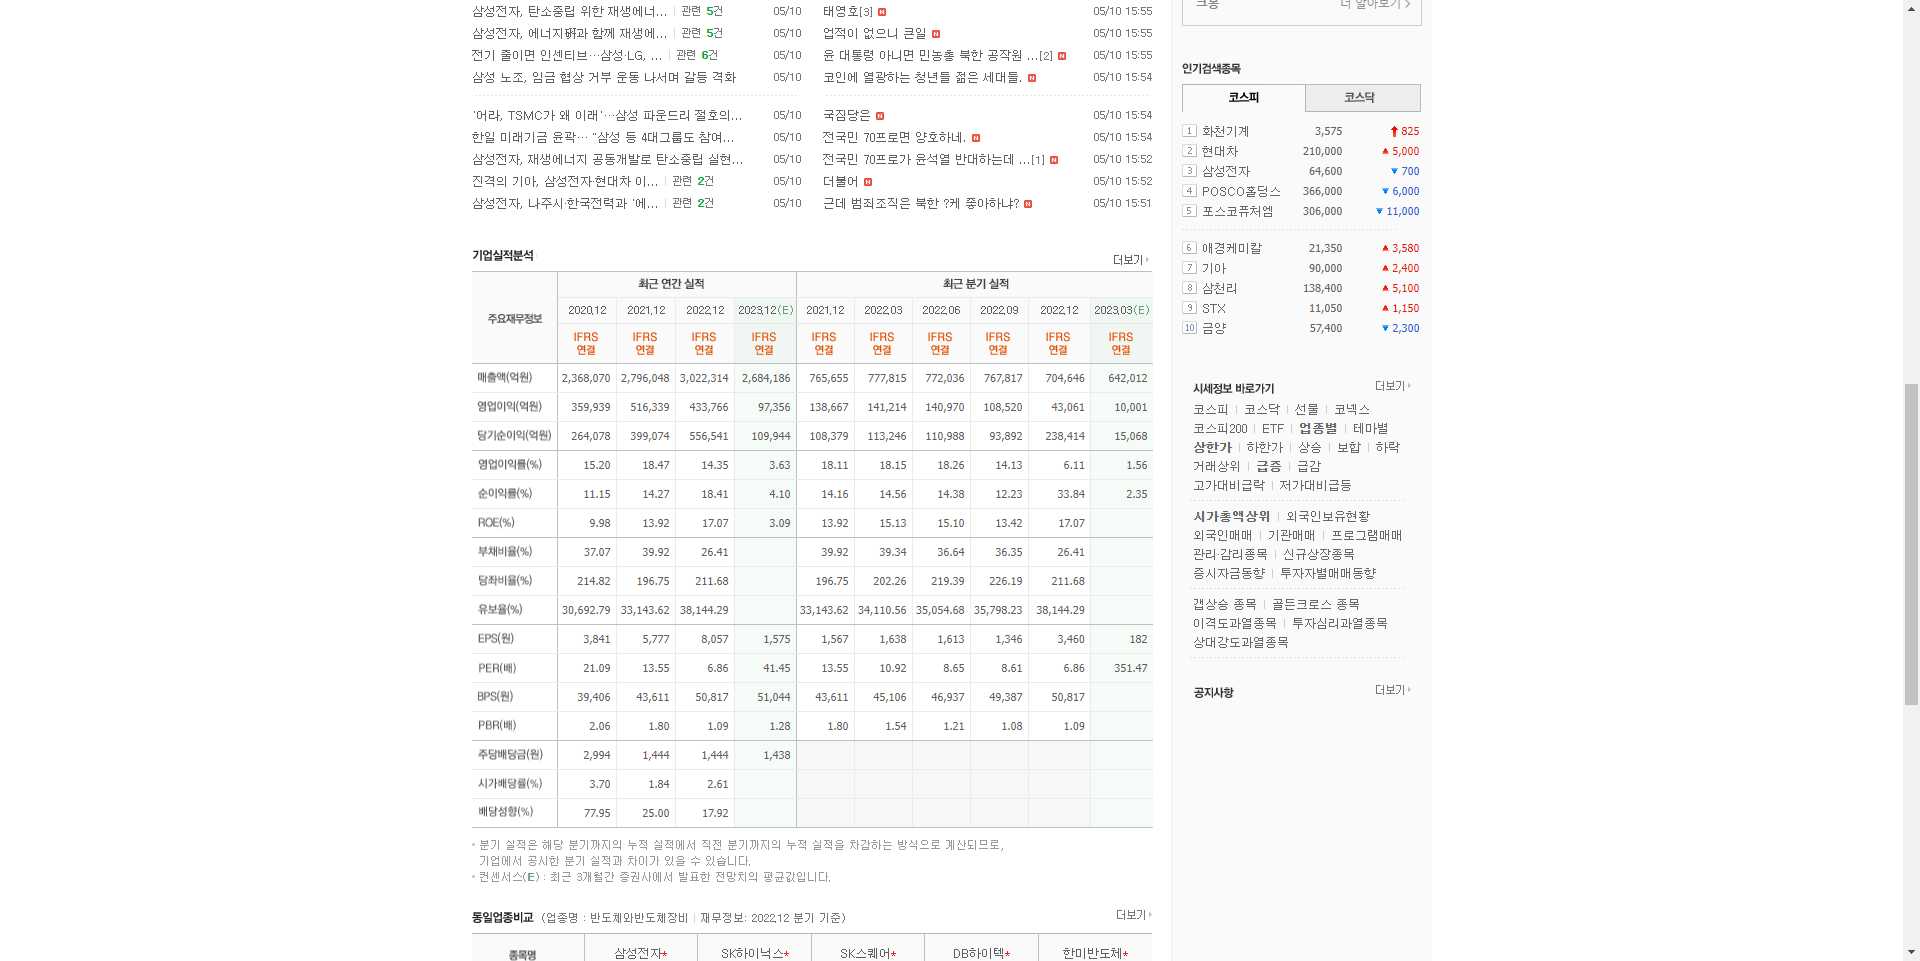 삼성전자, 탄소중립 위한 재생에너... 관련 5건 05/10
삼성전자, 에너지硏과 함께 재생에... 관련 5건 05/10
전기 줄이면 인센티브…삼성·LG, ... 관련 6건 05/10
삼성 노조, 임금 협상 거부 운동 나서며 갈등 격화 05/10
'어라, TSMC가 왜 이래'…삼성 파운드리 절호의... 05/10
한일 미래기금 윤곽… "삼성 등 4대그룹도 참여... 05/10
삼성전자, 재생에너지 공동개발로 탄소중립 실현... 05/10
진격의 기아, 삼성전자·현대차 이... 관련 2건 05/10
삼성전자, 나주시·한국전력과 '에... 관련 2건 05/10
태영호[3] N 05/10 15:55
업적이 없으니 큰일 N 05/10 15:55
윤 대통령 아니면 민농총 북한 공작원 ...[2] N 05/10 15:55
코인에 열광하는 청년들 젊은 세대들. N 05/10 15:54
국짐당은 N 05/10 15:54
전국민 70프로면 양호하네. N 05/10 15:54
전국민 70프로가 윤석열 반대하는데 ...[1] N 05/10 15:52
더불어 N 05/10 15:52
근데 범죄조직은 북한 ?케 좋아하냐? N 05/10 15:51
기업실적분석 더보기
주요재무정보 최근 연간 실적 최근 분기 실적
2020.12 2021.12 2022.12 2023.12(E) 2021.12 2022.03 2022.06 2022.09 2022.12 2023.03(E)
IFRS IFRS IFRS IFRS IFRS IFRS IFRS IFRS IFRS IFRS
연결 연결 연결 연결 연결 연결 연결 연결 연결 연결
매출액(억원) 2,368,070 2,796,048 3,022,314 2,684,186 765,655 777,815 772,036 767,817 704,646 642,012
영업이익(억원) 359,939 516,339 433,766 97,356 138,667 141,214 140,970 108,520 43,061 10,001
당기순이익(억원) 264,078 399,074 556,541 109,944 108,379 113,246 110,988 93,892 238,414 15,068
영업이익률(%) 15.20 18.47 14.35 3.63 18.11 18.15 18.26 14.13 6.11 1.56
순이익률(%) 11.15 14.27 18.41 4.10 14.16 14.56 14.38 12.23 33.84 2.35
ROE(%) 9.98 13.92 17.07 3.09 13.92 15.13 15.10 13.42 17.07
부채비율(%) 37.07 39.92 26.41 39.92 39.34 36.64 36.35 26.41
당좌비율(%) 214.82 196.75 211.68 196.75 202.26 219.39 226.19 211.68
유보율(%) 30,692.79 33,143.62 38,144.29 33,143.62 34,110.56 35,054.68 35,798.23 38,144.29
EPS(원) 3,841 5,777 8,057 1,575 1,567 1,638 1,613 1,346 3,460 182
PER(배) 21.09 13.55 6.86 41.45 13.55 10.92 8.65 8.61 6.86 351.47
BPS(원) 39,406 43,611 50,817 51,044 43,611 45,106 46,937 49,387 50,817
PBR(배) 2.06 1.80 1.09 1.28 1.80 1.54 1.21 1.08 1.09
주당배당금(원) 2,994 1,444 1,444 1,438
시가배당률(%) 3.70 1.84 2.61
배당성향(%) 77.95 25.00 17.92
* 분기 실적은 해당 분기까지의 누적 실적에서 직전 분기까지의 누적 실적을 차감하는 방식으로 계산되므로,
기업에서 공시한 분기 실적과 차이가 있을 수 있습니다.
* 컨센서스(E) : 최근 3개월간 증권사에서 발표한 전망치의 평균값입니다.
동일업종비교 (업종명 : 반도체와반도체장비 | 재무정보: 2022.12 분기 기준) 더보기
종목명 삼성전자* SK하이닉스* SK스퀘어* DB하이텍* 한미반도체*
크몽 더 알아보기 >
인기검색종목
코스피 코스닥
1 화천기계 3,575 825
2 현대차 210,000 5,000
3 삼성전자 64,600 700
4 POSCO홀딩스 366,000 6,000
5 포스코퓨처엠 306,000 11,000
6 애경케미칼 21,350 3,580
7 기아 90,000 2,400
8 삼천리 138,400 5,100
9 STX 11,050 1,150
10 금양 57,400 2,300
시세정보 바로가기 더보기
코스피 | 코스닥 | 선물 | 코넥스
코스피200 | ETF | 업종별 | 테마별
상한가 | 하한가 | 상승 | 보합 | 하락
거래상위 | 급증 | 급감
고가대비급락 | 저가대비급등
시가총액상위 | 외국인보유현황
외국인매매 | 기관매매 | 프로그램매매
관리·감리종목 | 신규상장종목
증시자금동향 | 투자자별매매동향
갭상승 종목 | 골든크로스 종목
이격도과열종목 | 투자심리과열종목
상대강도과열종목
공지사항 더보기